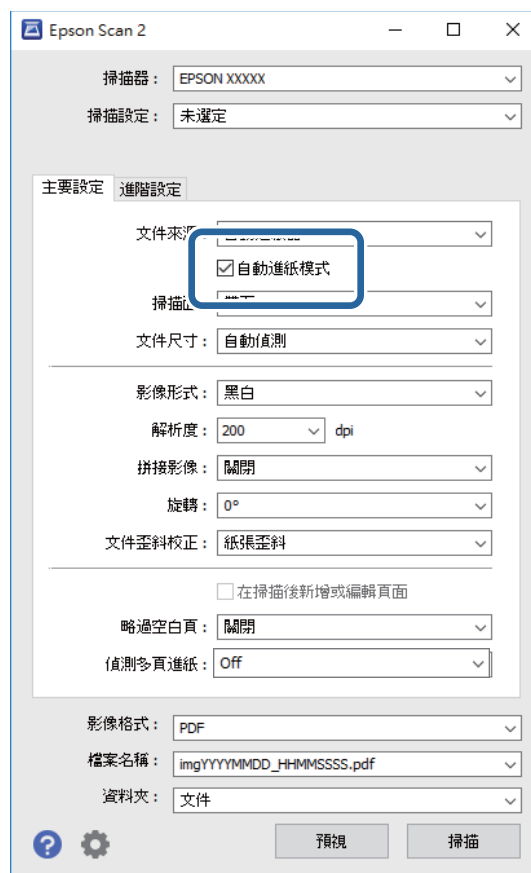 Epson Scan 2
掃描器： EPSON XXXXX
掃描設定： 未選定
主要設定 進階設定
文件來源：
自動進紙模式
掃描
文件尺寸： 自動偵測
影像形式： 黑白
解析度： 200 dpi
拼接影像： 關閉
旋轉： 0°
文件歪斜校正： 紙張歪斜
在掃描後新增或編輯頁面
略過空白頁： 關閉
偵測多頁進紙： Off
影像格式： PDF
檔案名稱： imgYYYYMMDD_HHMMSSSS.pdf
資料夾： 文件
預視 掃描